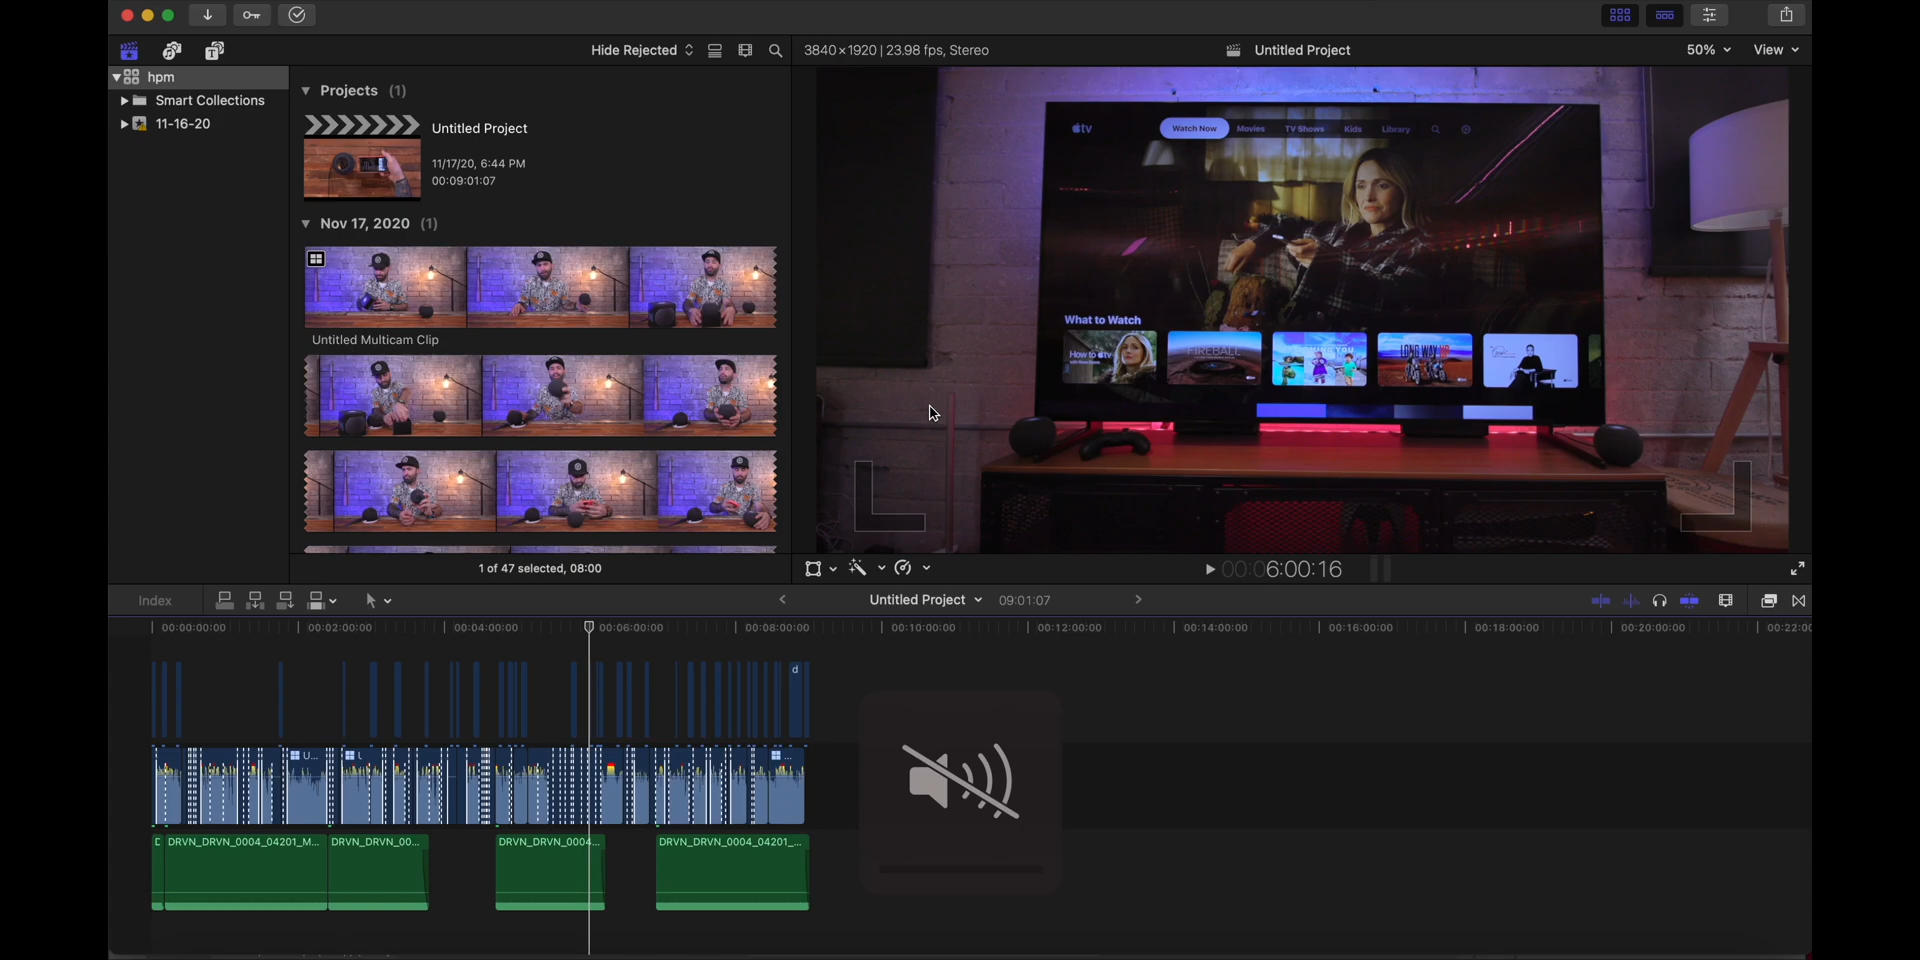 Hide Rejected
3840×1920 | 23.98 fps, Stereo
Untitled Project
50%
View
hpm
Smart Collections
11-16-20
Projects (1)
Untitled Project
11/17/20, 6:44 PM
00:09:01:07
Nov 17, 2020 (1)
Untitled Multicam Clip
1 of 47 selected, 08:00
tv
Watch Now
Movies
TV Shows
Kids
Library
What to Watch
How to tv
FIREBALL
LONG WAY UP
00:06:00:16
Index
Untitled Project
09:01:07
00:00:00:00
00:02:00:00
00:04:00:00
00:06:00:00
00:08:00:00
00:10:00:00
00:12:00:00
00:14:00:00
00:16:00:00
00:18:00:00
00:20:00:00
00:22:00
d
U...
DRVN_DRVN_0004_04201_M...
DRVN_DRVN_00...
DRVN_DRVN_0004...
DRVN_DRVN_0004_04201_...